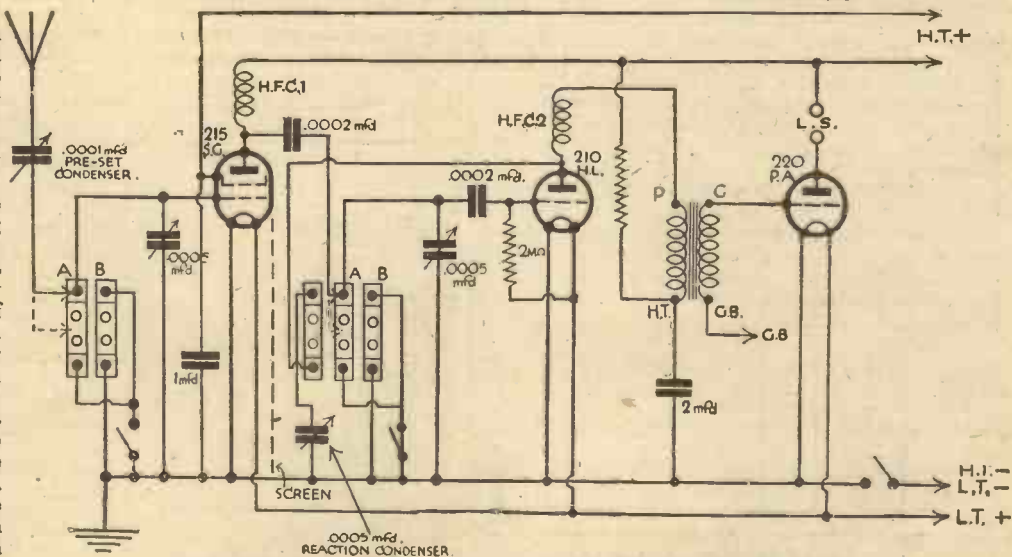 H.T.+
H.F.C.1
.0001 mfd
PRE-SET
CONDENSER.
215
S.G.
.0002 mfd
H.F.C.2
210
H.L.
.0002 mfd.
L.S.
220
P.A.
P
G
A
B
.0005
mfd
A
B
.0005
mfd.
2MΩ
H.T.
G.B.
G.B
1mfd
2 mfd
SCREEN
H.T.-
L.T.-
L.T. +
.0005 mfd.
REACTION CONDENSER.